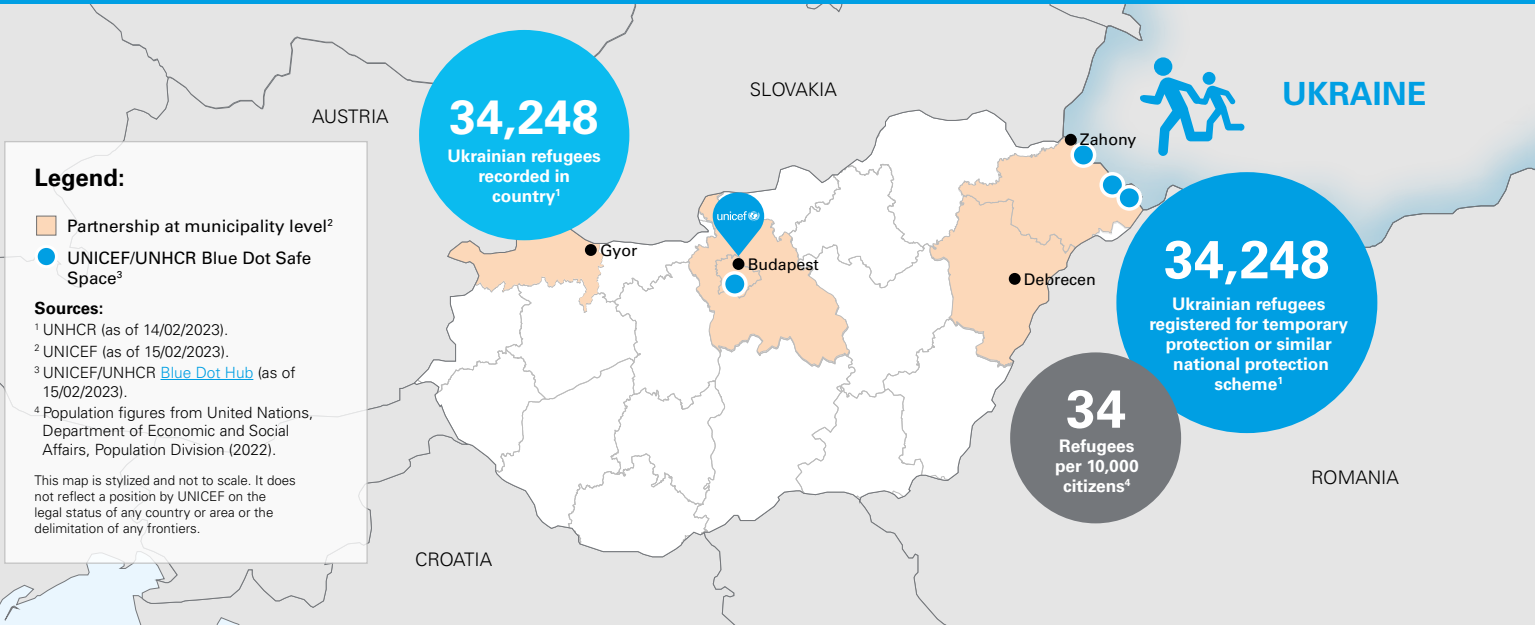 AUSTRIA
SLOVAKIA
UKRAINE
34,248
Ukrainian refugees
recorded in
country¹
Zahony
Legend:
Partnership at municipality level²
UNICEF/UNHCR Blue Dot Safe
Space³
Sources:
¹ UNHCR (as of 14/02/2023).
² UNICEF (as of 15/02/2023).
³ UNICEF/UNHCR Blue Dot Hub (as of
15/02/2023).
⁴ Population figures from United Nations,
Department of Economic and Social
Affairs, Population Division (2022).
This map is stylized and not to scale. It does
not reflect a position by UNICEF on the
legal status of any country or area or the
delimitation of any frontiers.
unicef
Gyor
Budapest
Debrecen
34,248
Ukrainian refugees
registered for temporary
protection or similar
national protection
scheme¹
34
Refugees
per 10,000
citizens⁴
ROMANIA
CROATIA